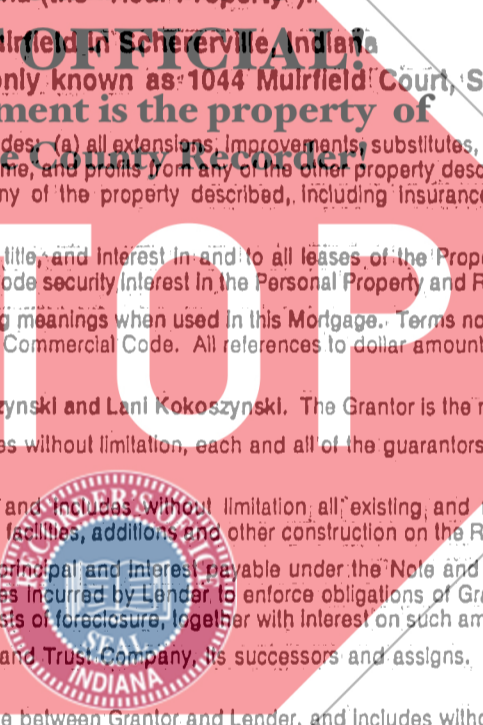 OFFICIAL!
Muirfield in Schererville, Indiana
only known as 1044 Muirfield Court, S
ment is the property of
des: (a) all extensions, improvements, substitutes,
e County Recorder!
me, and profits from any of the other property desc
ny of the property described, including insurance
TOP
title, and interest in and to all leases of the Prope
ode security interest in the Personal Property and R
g meanings when used in this Mortgage. Terms no
Commercial Code. All references to dollar amount
zynski and Lani Kokoszynski. The Grantor is the m
es without limitation, each and all of the guarantors
and includes without limitation all existing and
facilities, additions and other construction on the R
principal and interest payable under the Note and
es incurred by Lender to enforce obligations of Gra
sts of foreclosure, together with interest on such am
and Trust Company, its successors and assigns.
RECORDER'S OFFICE
SEAL
INDIANA
e between Grantor and Lender, and includes witho